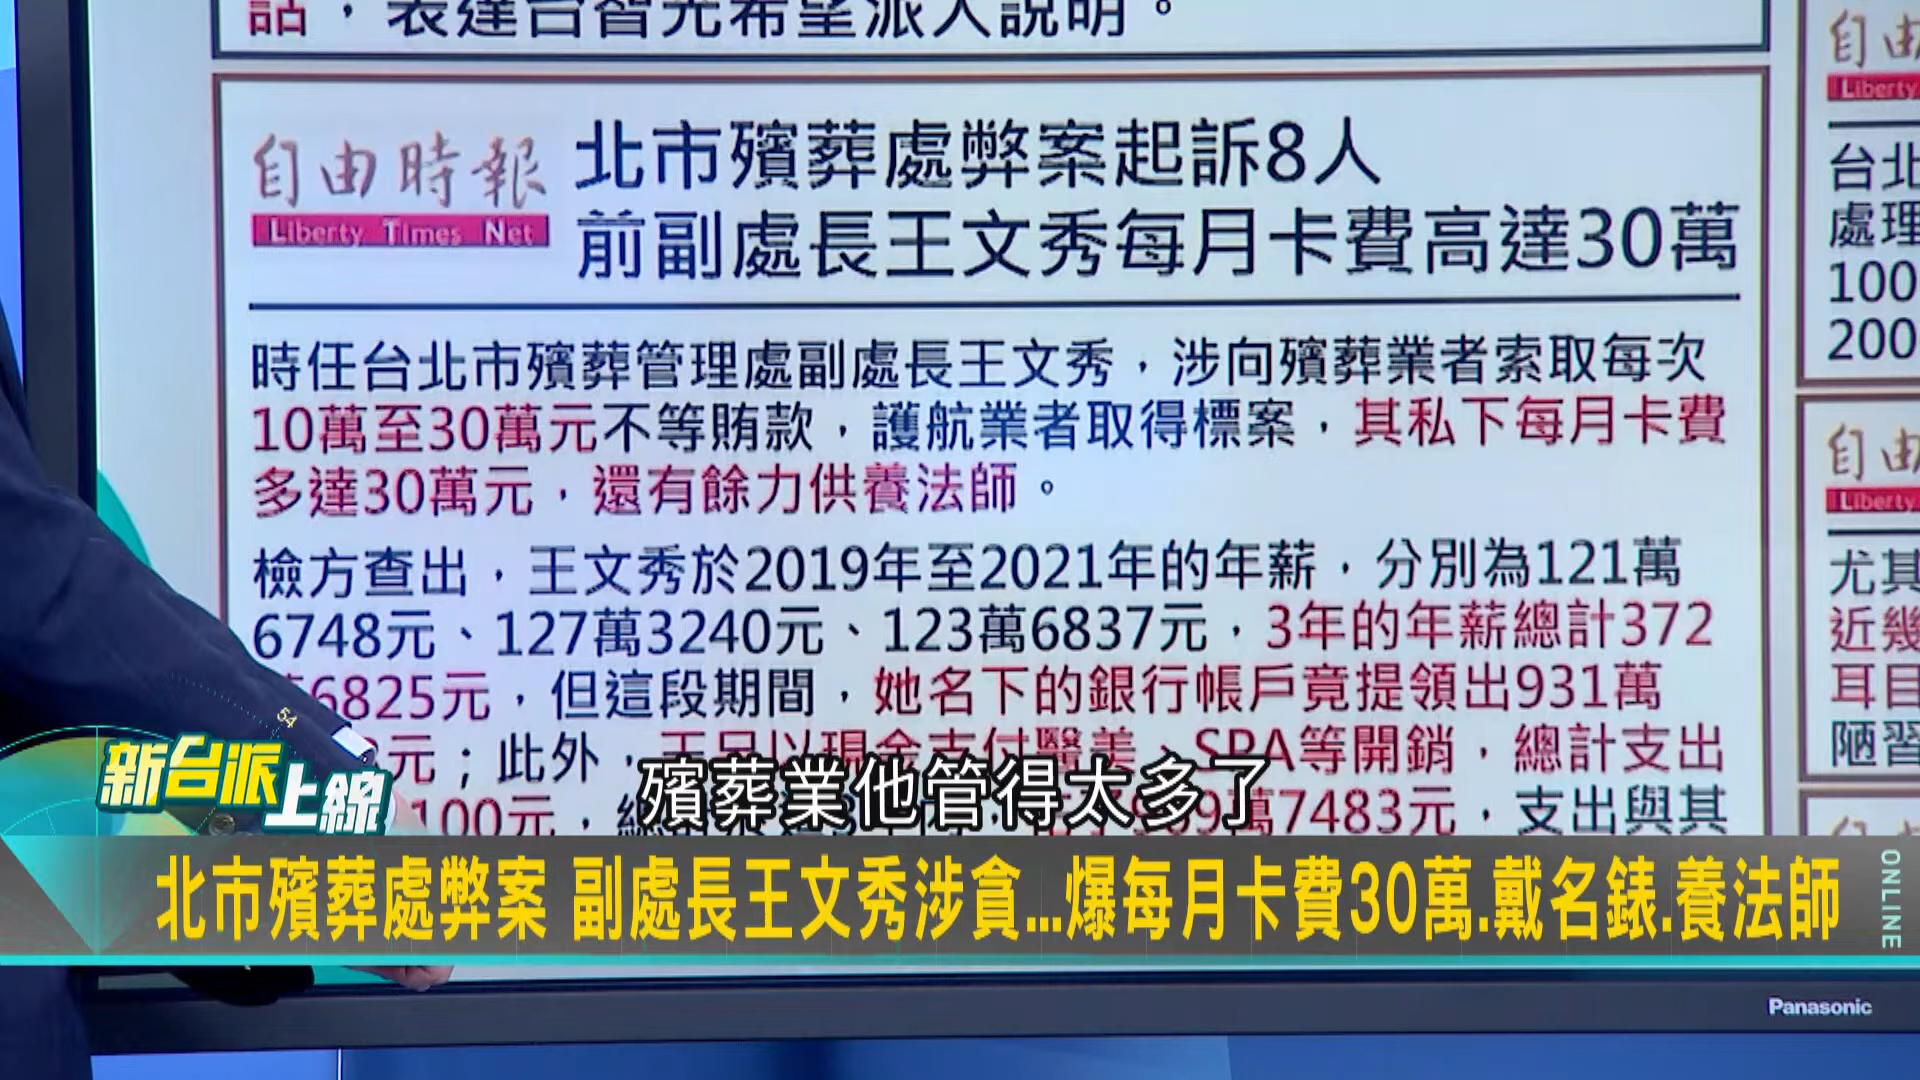 話，表達台智光希望派人說明。
自由時報
Liberty Times Net
北市殯葬處弊案起訴8人
前副處長王文秀每月卡費高達30萬
時任台北市殯葬管理處副處長王文秀，涉向殯葬業者索取每次
10萬至30萬元不等賄款，護航業者取得標案，其私下每月卡費
多達30萬元，還有餘力供養法師。
檢方查出，王文秀於2019年至2021年的年薪，分別為121萬
6748元、127萬3240元、123萬6837元，3年的年薪總計372
6825元，但這段期間，她名下的銀行帳戶竟提領出931萬
元；此外，王女以現金支付醫美、SPA等開銷，總計支出
100元，
萬7483元，支出與其
自由
Liberty
台北
處理
100
200
自由
Liberty
尤其
近幾
耳目
陋習
新台派上線
殯葬業他管得太多了
北市殯葬處弊案 副處長王文秀涉貪...爆每月卡費30萬.戴名錶.養法師
ONLINE
Panasonic